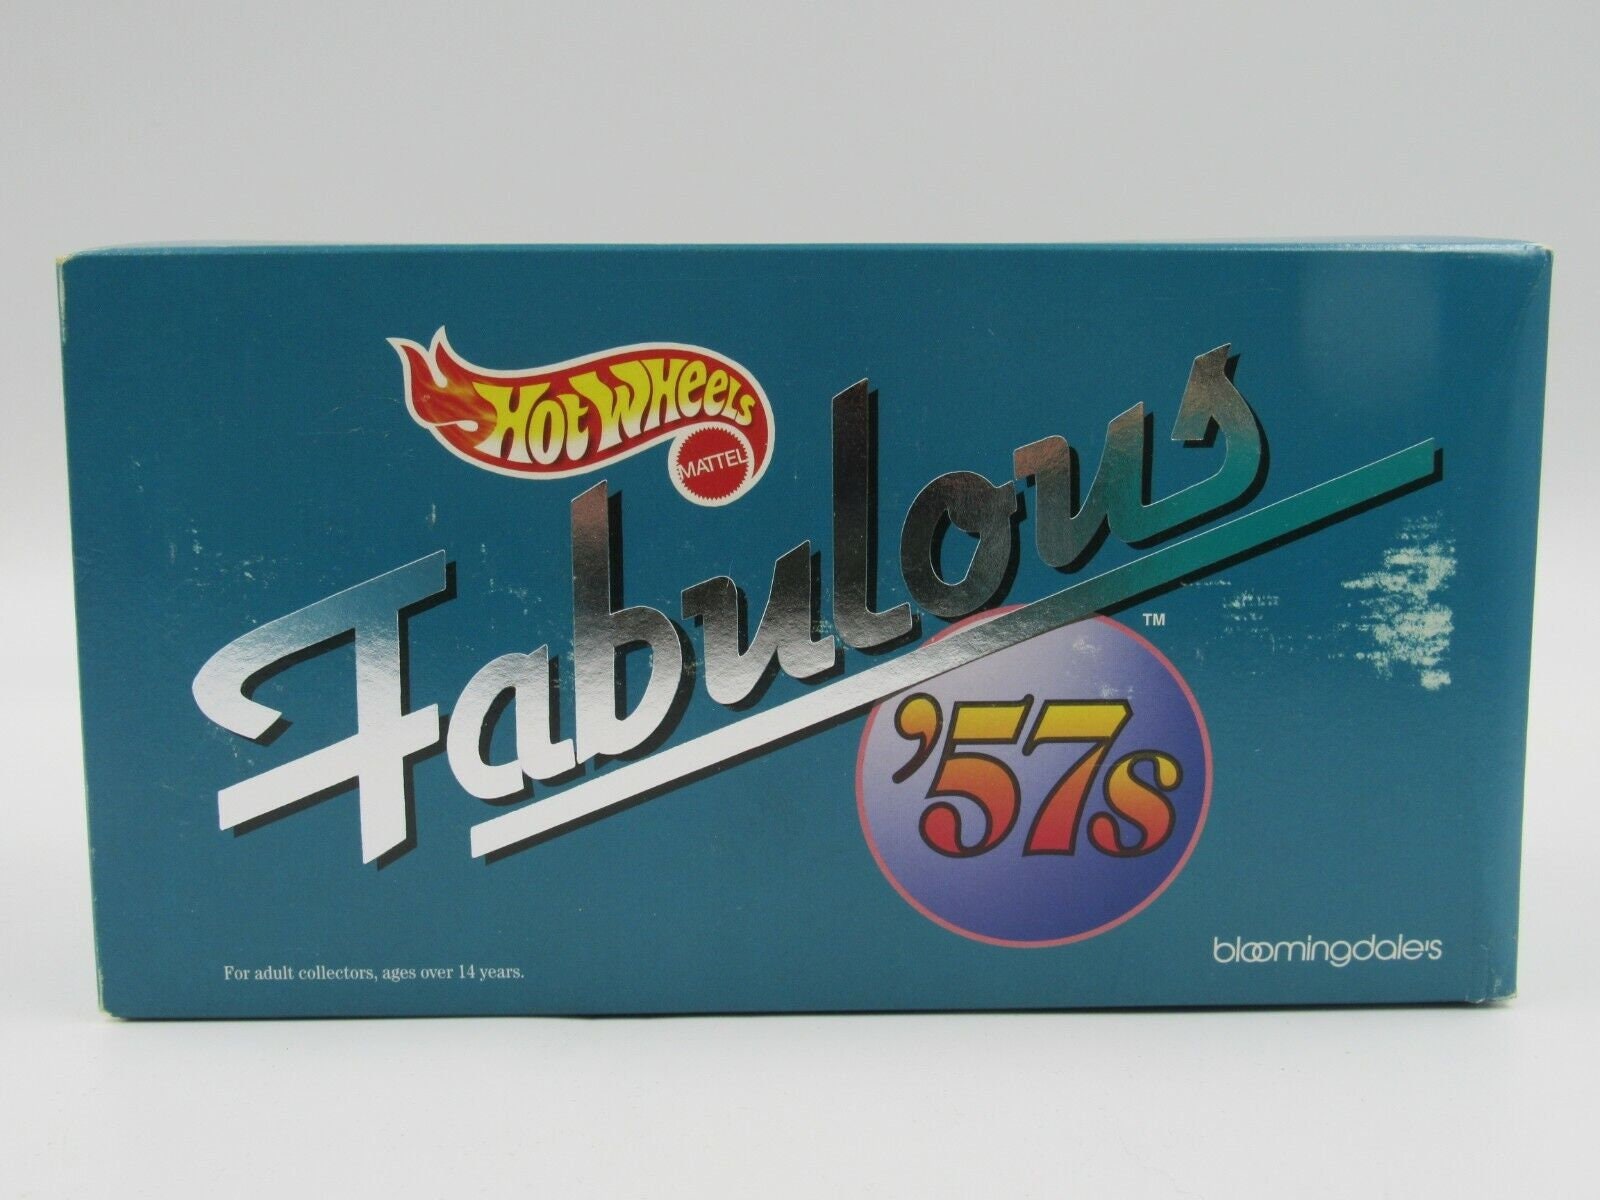 Hot Wheels
MATTEL
Fabulous
TM
'57s
bloomingdale's
For adult collectors, ages over 14 years.